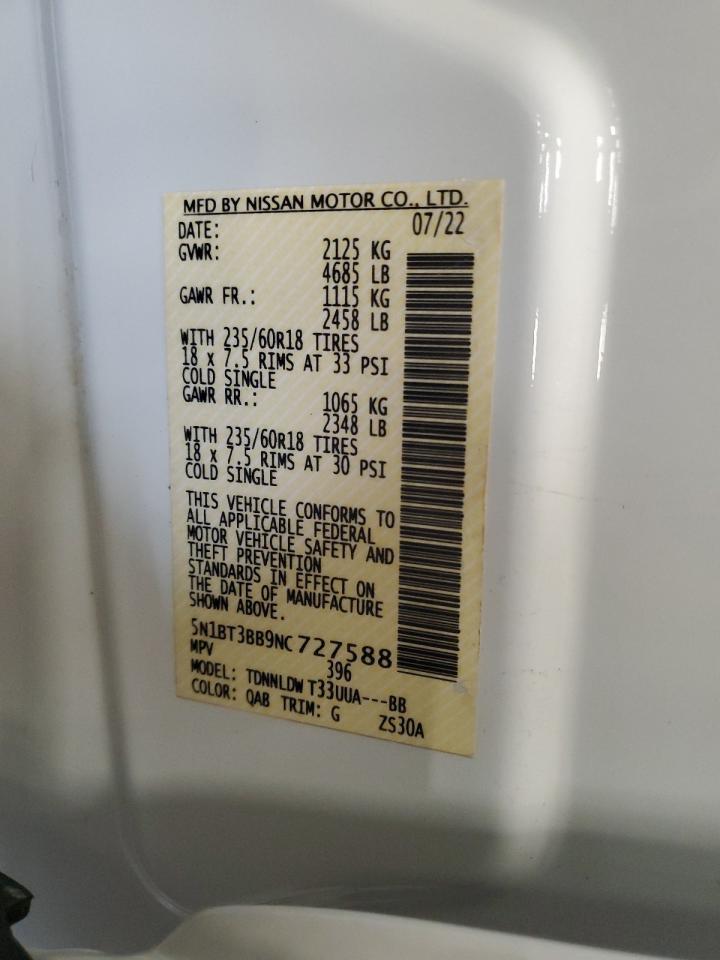 MFD BY NISSAN MOTOR CO., LTD.
DATE: 07/22
GVWR: 2125 KG
4685 LB
GAWR FR.: 1115 KG
2458 LB
WITH 235/60R18 TIRES
18 x 7.5 RIMS AT 33 PSI
COLD SINGLE
GAWR RR.: 1065 KG
2348 LB
WITH 235/60R18 TIRES
18 x 7.5 RIMS AT 30 PSI
COLD SINGLE
THIS VEHICLE CONFORMS TO
ALL APPLICABLE FEDERAL
MOTOR VEHICLE SAFETY AND
THEFT PREVENTION
STANDARDS IN EFFECT ON
THE DATE OF MANUFACTURE
SHOWN ABOVE.
5N1BT3BB9NC727588
MPV 396
MODEL: TDNNLDW T33UUA---BB
COLOR: QAB TRIM: G ZS30A